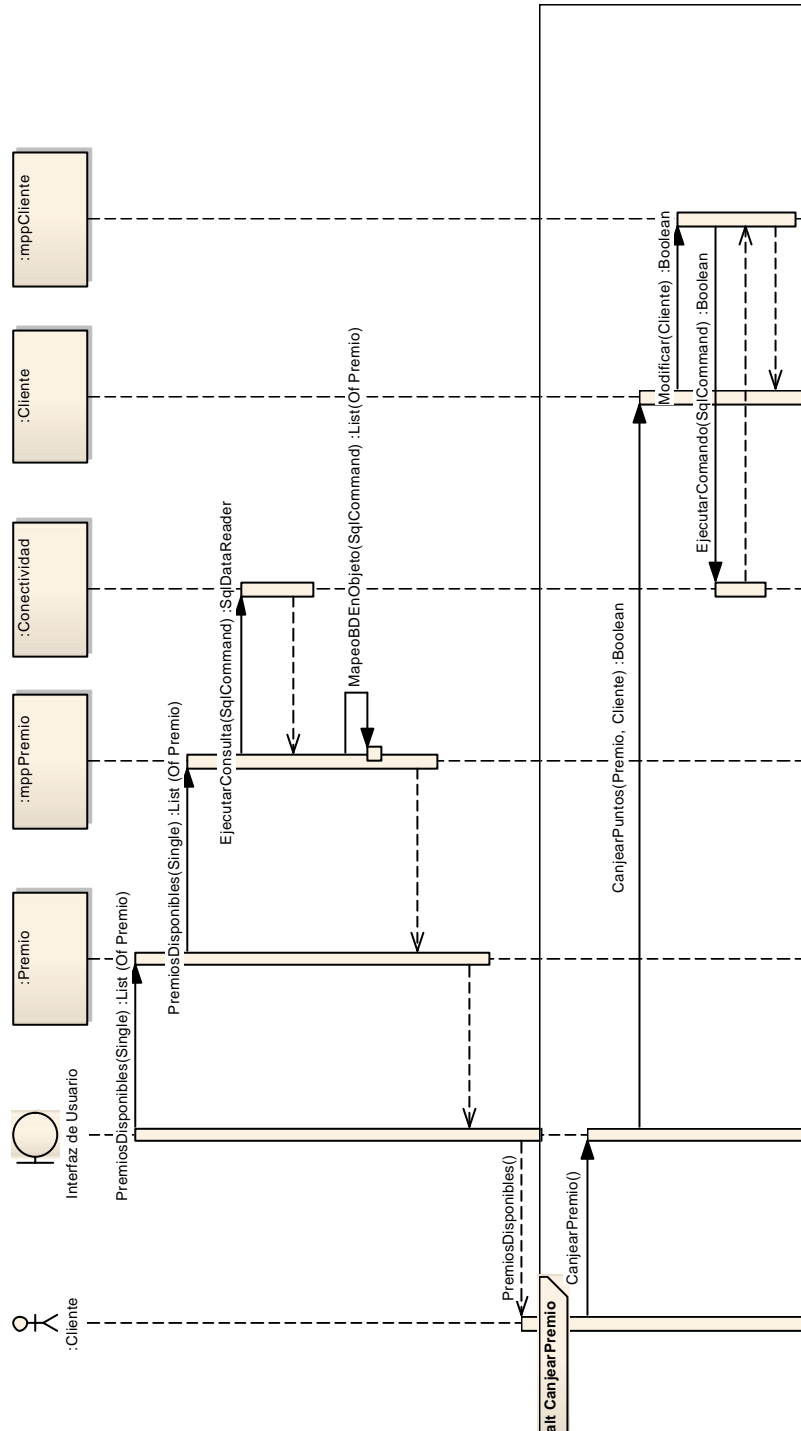 :Cliente
Interfaz de Usuario
:Premio
:mppPremio
:Conectividad
:Cliente
:mppCliente
PremiosDisponibles(Single) :List (Of Premio)
PremiosDisponibles(Single) :List (Of Premio)
EjecutarConsulta(SqlCommand) :SqlDataReader
MapeoBDEnObjeto(SqlCommand) :List(Of Premio)
PremiosDisponibles()
alt CanjearPremio
CanjearPremio()
CanjearPuntos(Premio, Cliente) :Boolean
Modificar(Cliente) :Boolean
EjecutarComando(SqlCommand) :Boolean